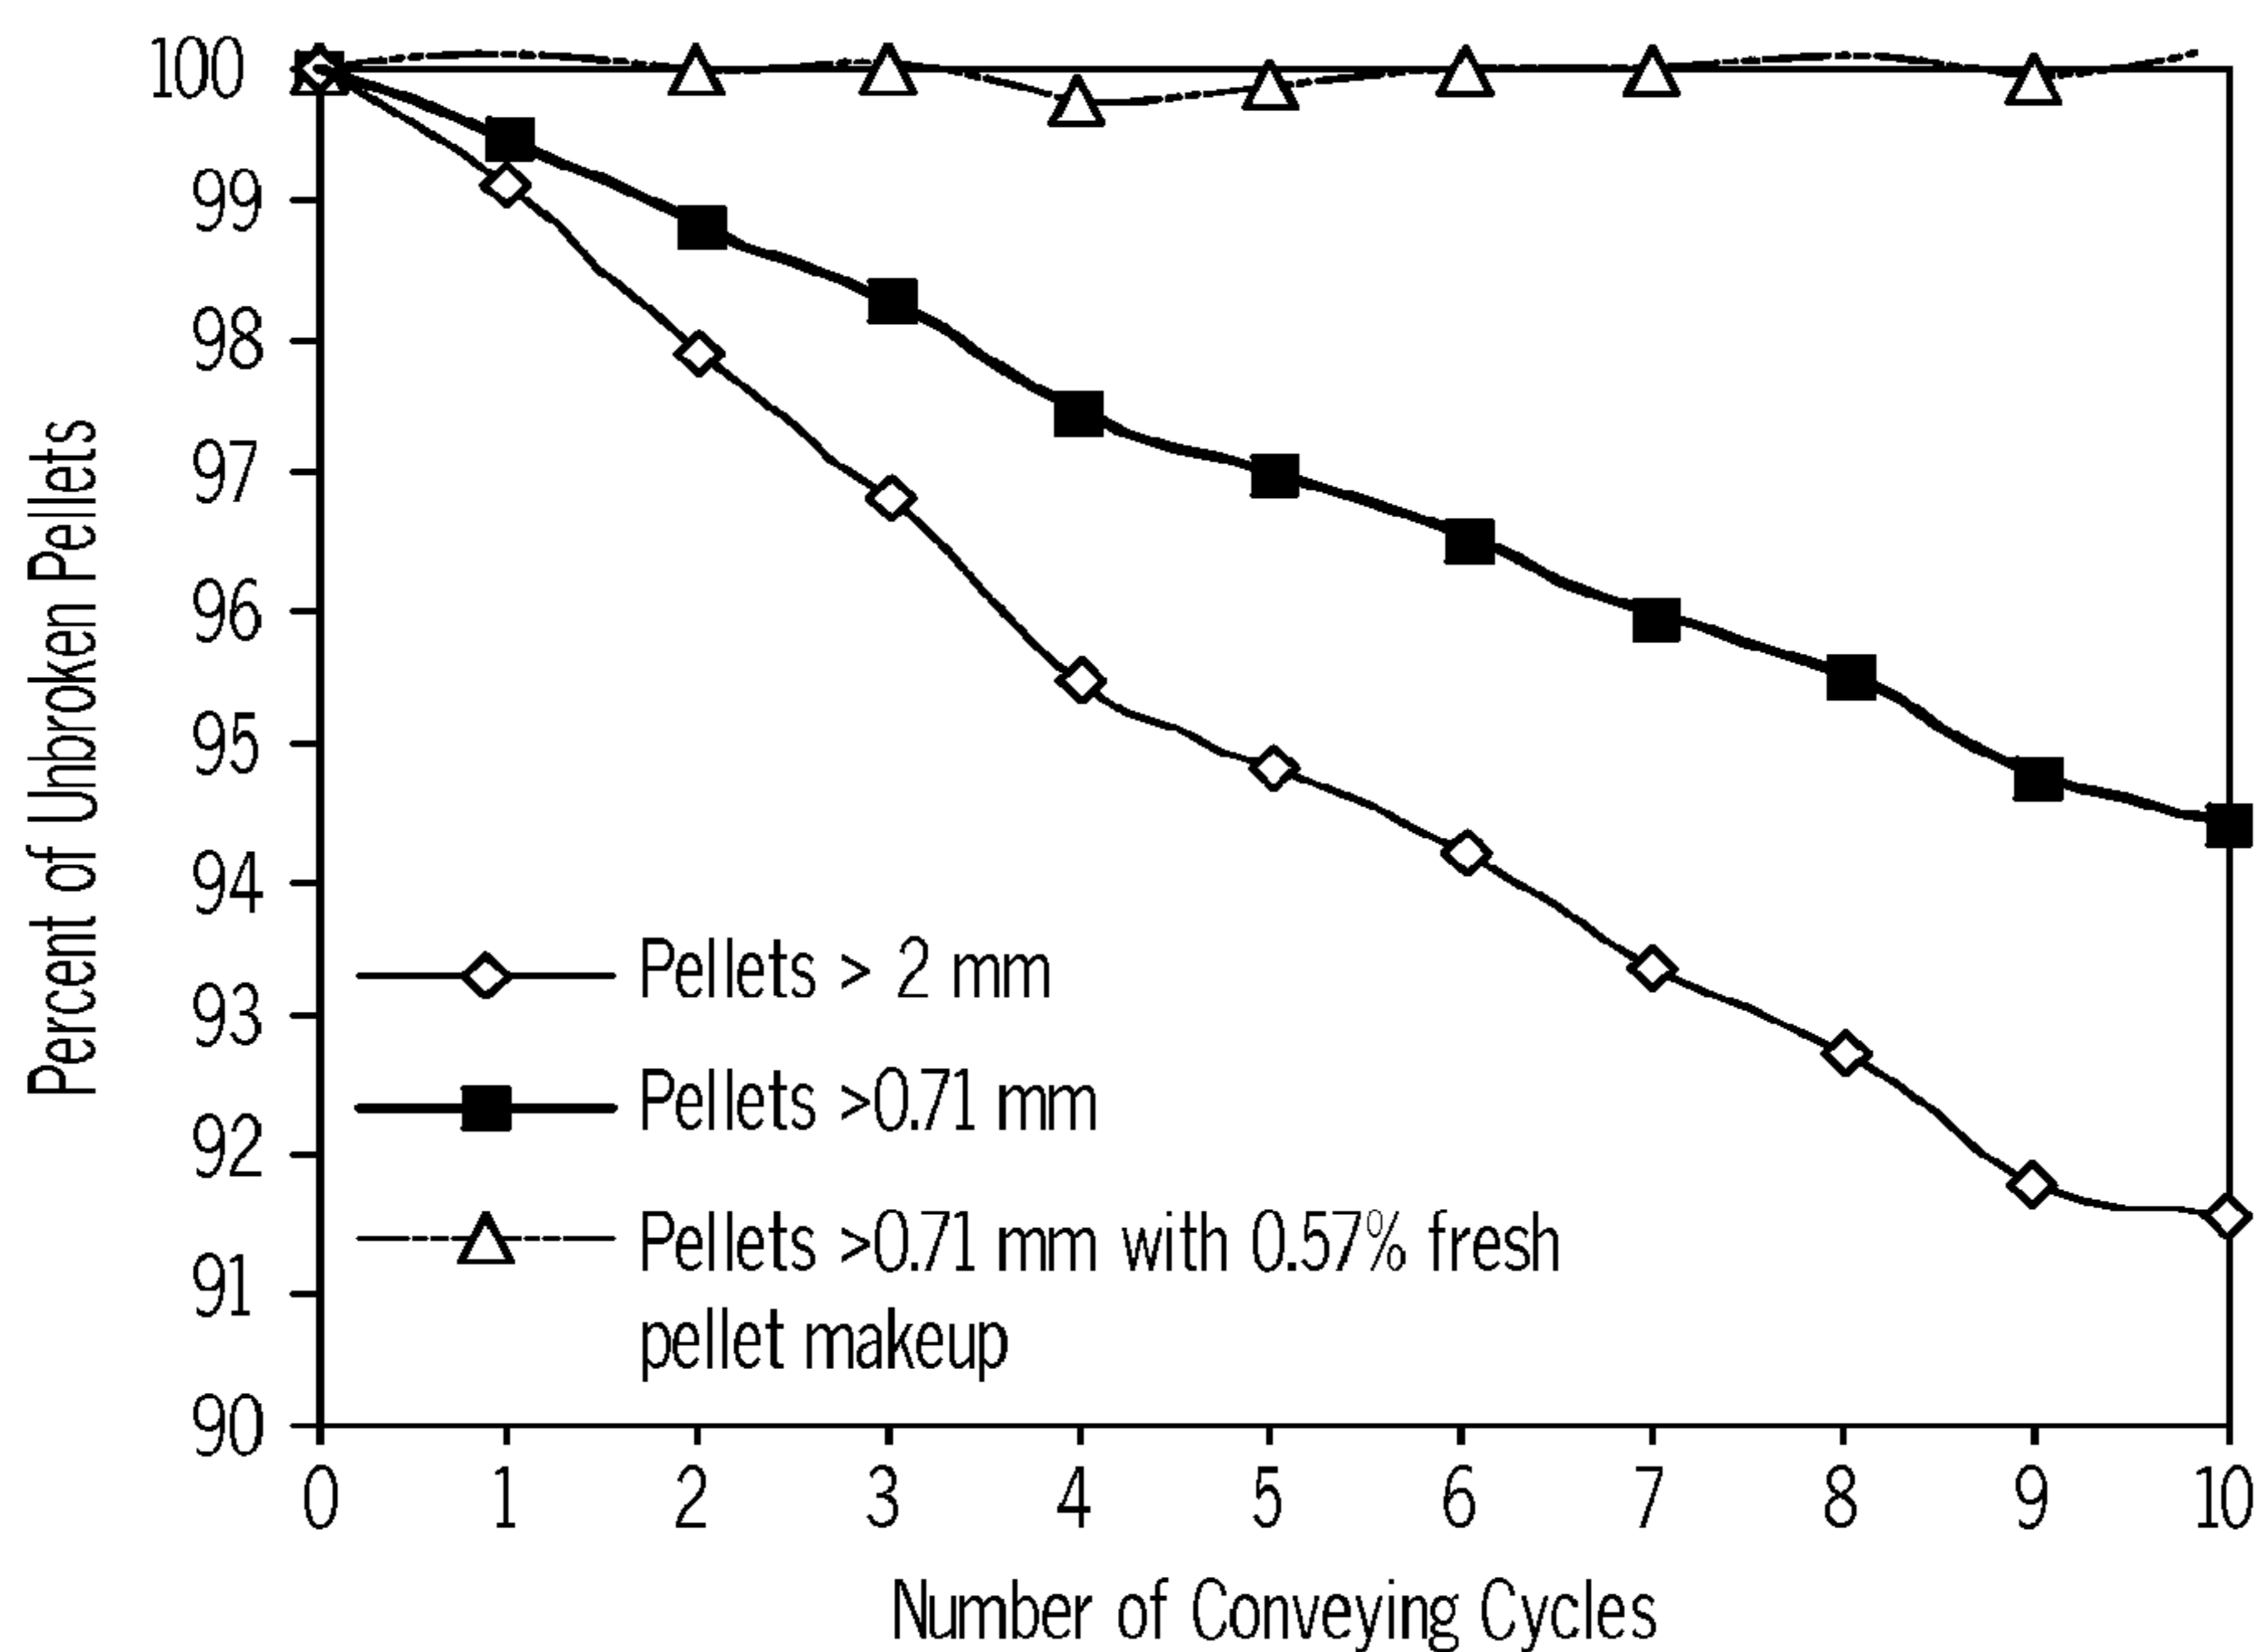 100
99
98
97
96
95
94
93
92
91
90
Percent of Unbroken Pellets
Pellets > 2 mm
Pellets >0.71 mm
Pellets >0.71 mm with 0.57% fresh
pellet makeup
0 1 2 3 4 5 6 7 8 9 10
Number of Conveying Cycles